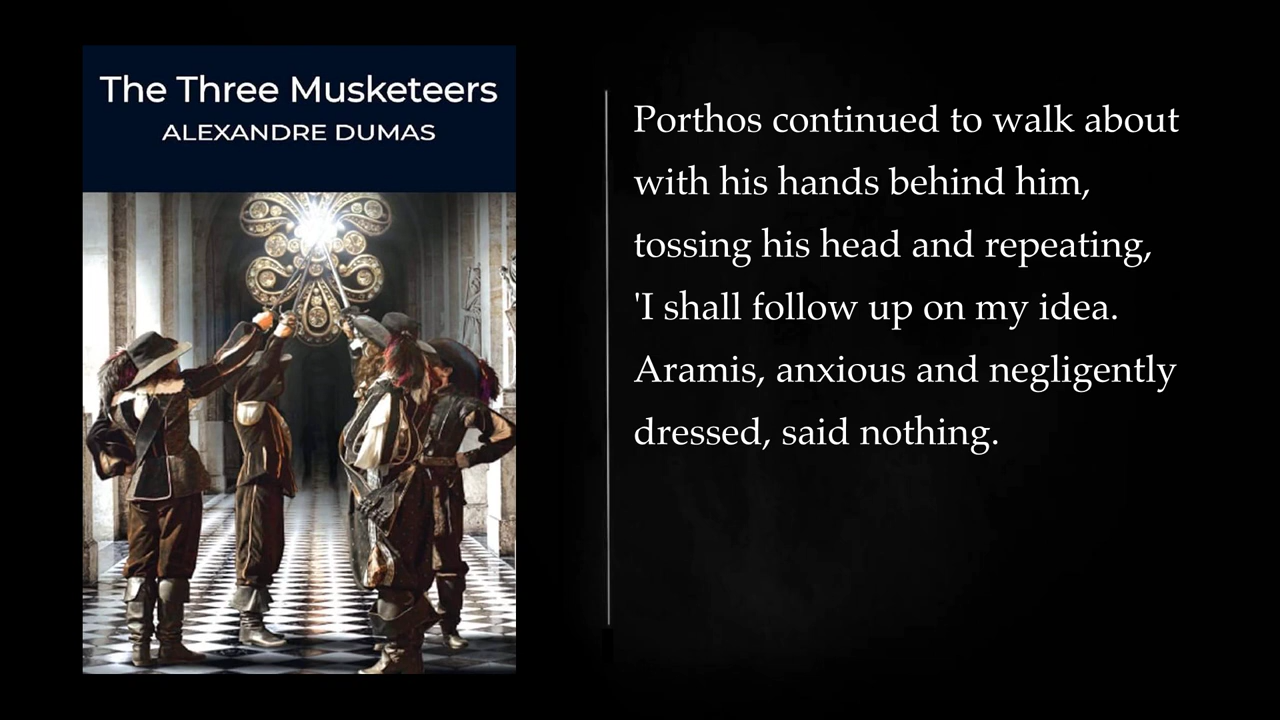 The Three Musketeers
ALEXANDRE DUMAS
Porthos continued to walk about
with his hands behind him,
tossing his head and repeating,
'I shall follow up on my idea.
Aramis, anxious and negligently
dressed, said nothing.